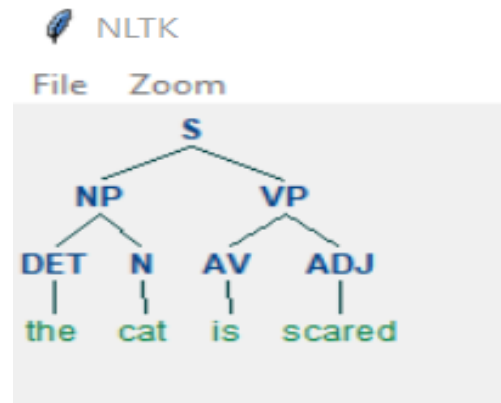 NLTK
File Zoom
S
NP VP
DET N AV ADJ
the cat is scared